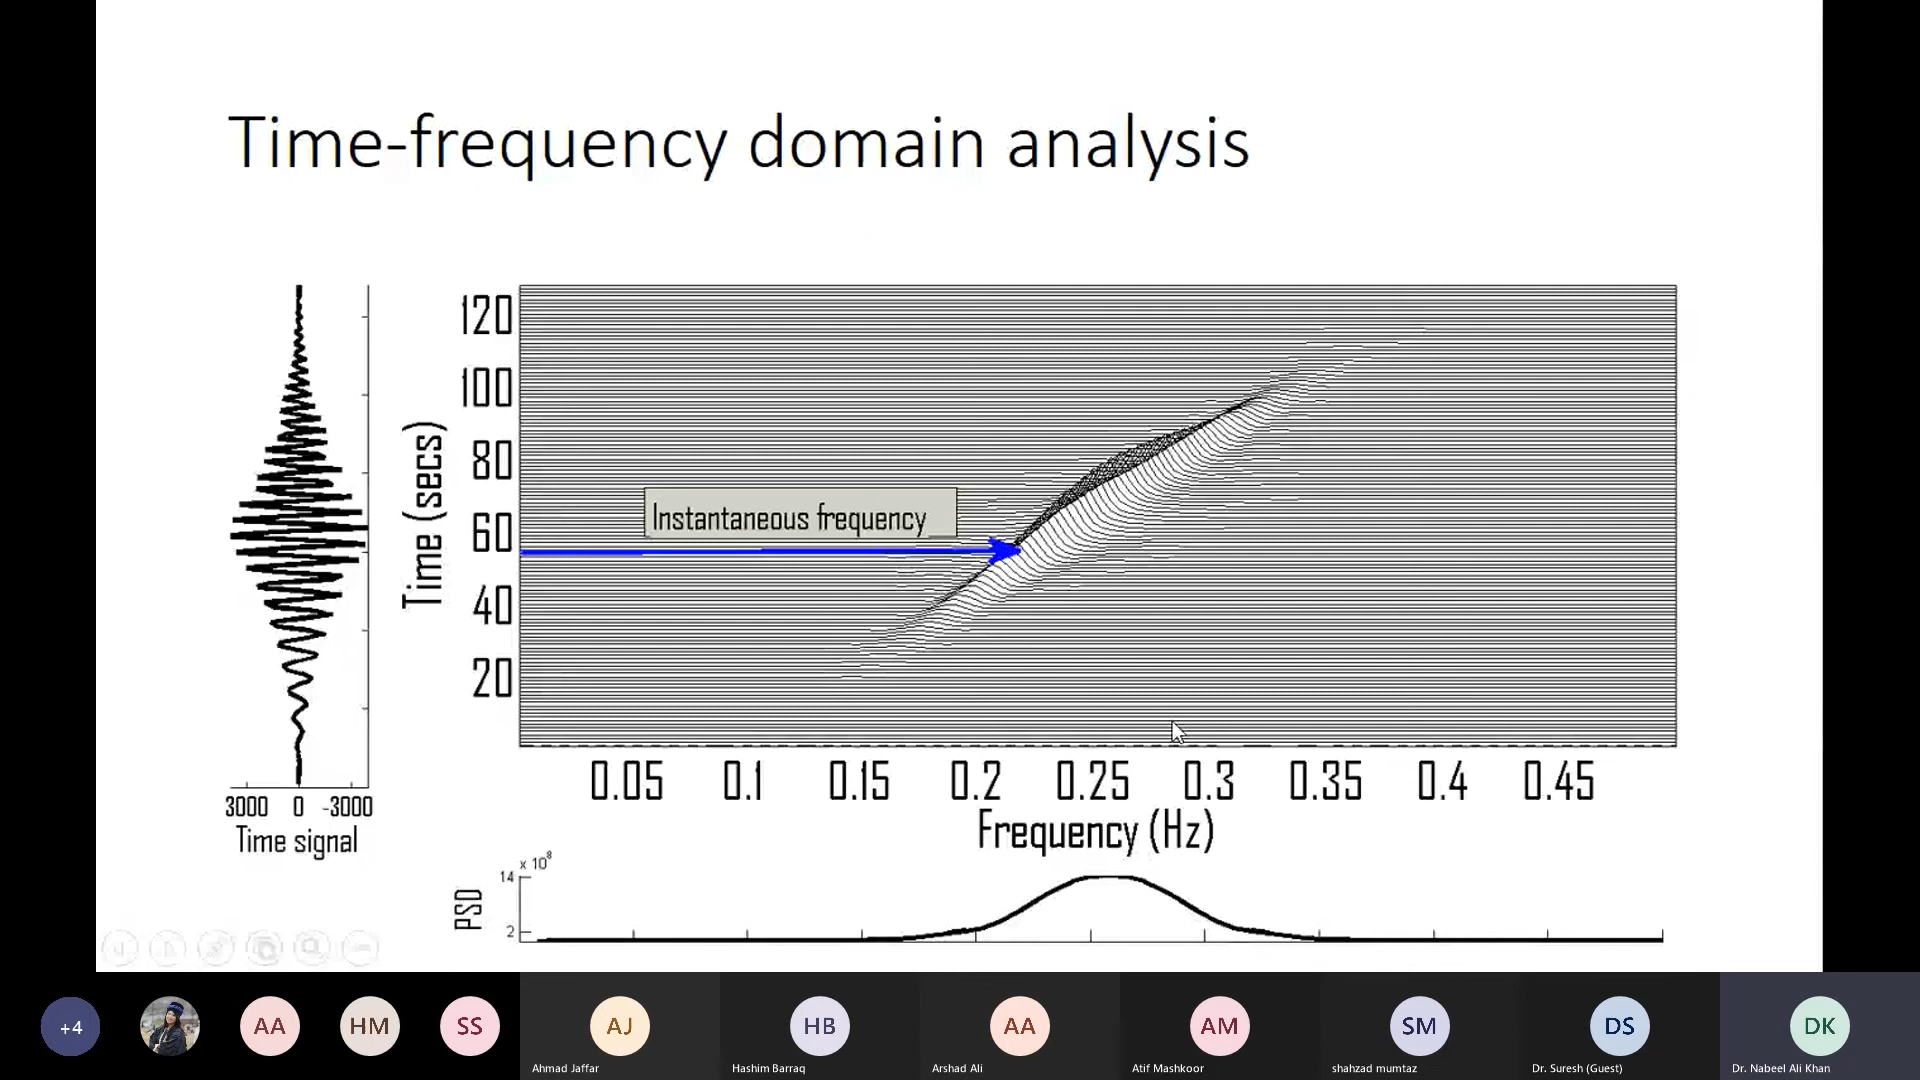 Time-frequency domain analysis
120
100
80
60
40
20
Time (secs)
Instantaneous frequency
3000 0 -3000
Time signal
0.05 0.1 0.15 0.2 0.25 0.3 0.35 0.4 0.45
Frequency (Hz)
x 10⁸
14
2
PSD
+4 AA HM SS AJ HB AA AM SM DS DK
Ahmad Jaffar Hashim Barraq Arshad Ali Atif Mashkoor shahzad mumtaz Dr. Suresh (Guest) Dr. Nabeel Ali Khan